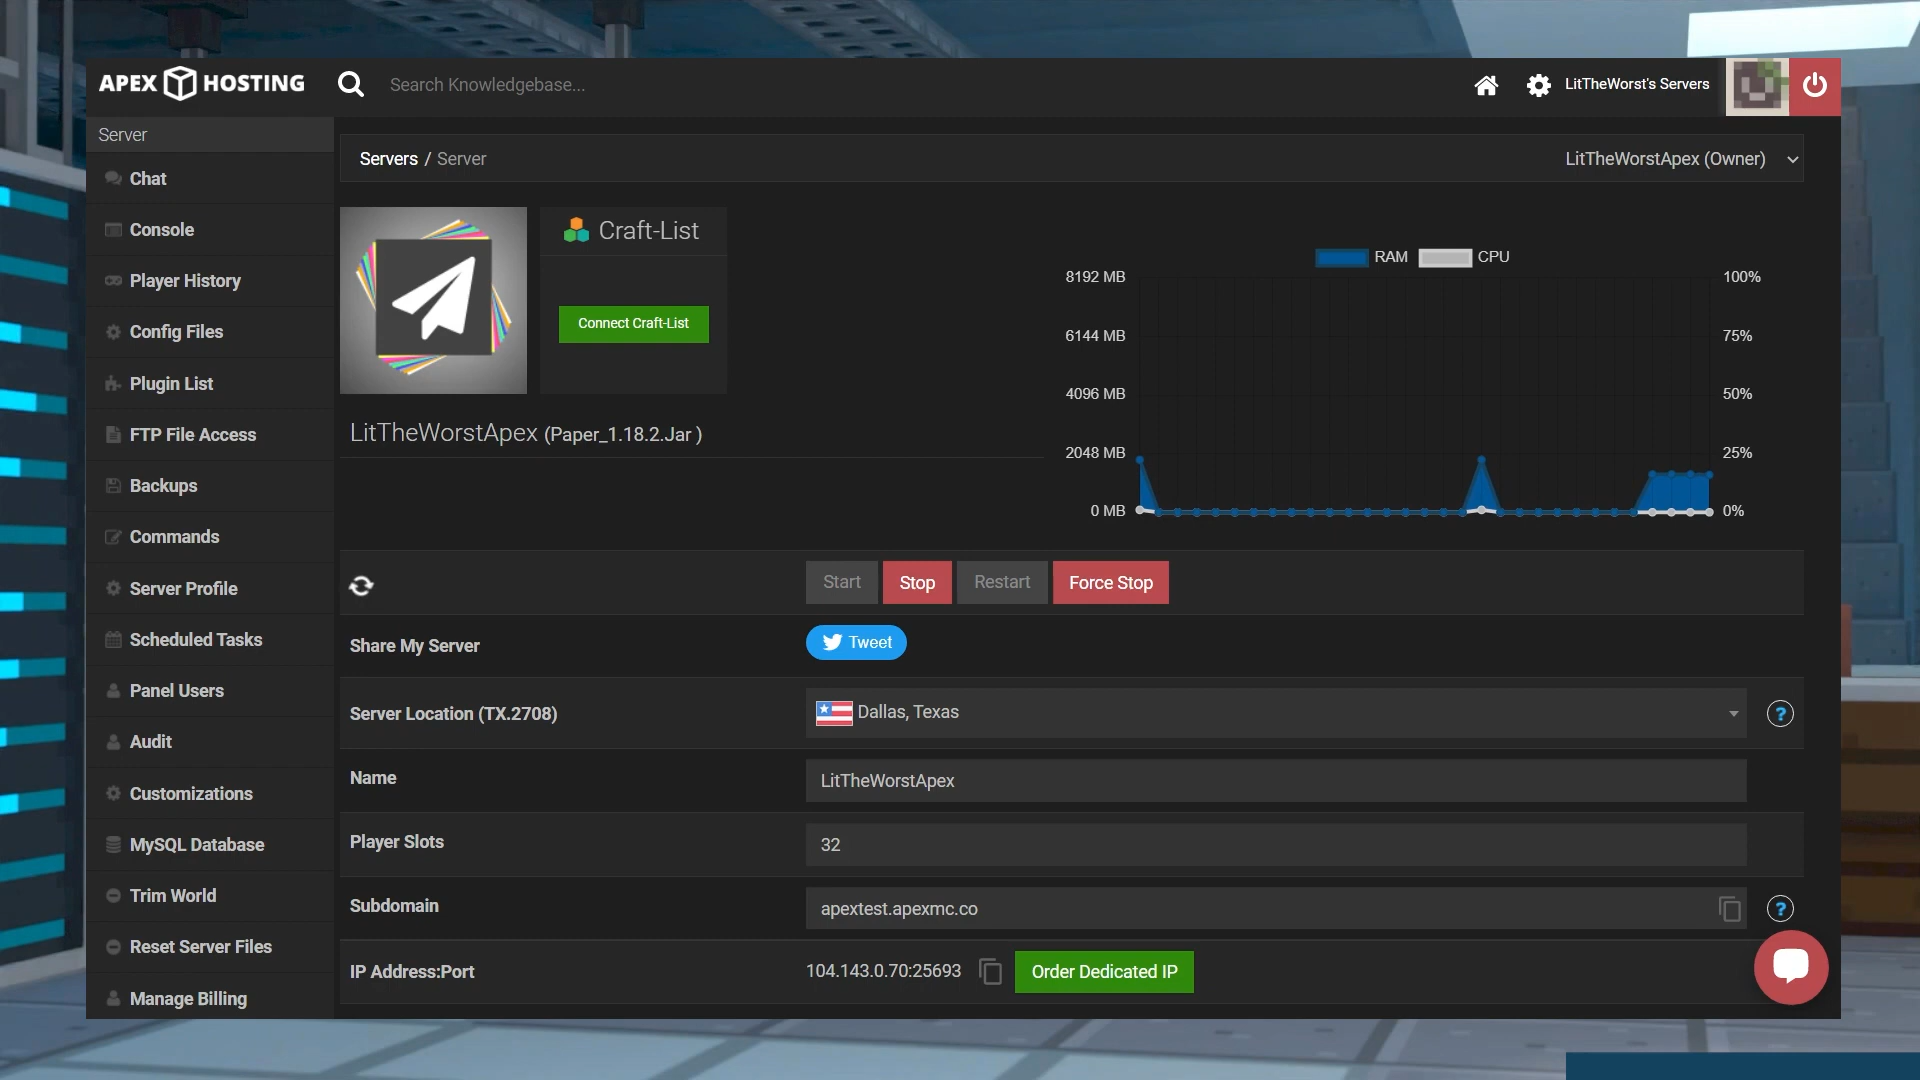 APEX HOSTING
Search Knowledgebase...
LitTheWorst's Servers
Server
Chat
Console
Player History
Config Files
Plugin List
FTP File Access
Backups
Commands
Server Profile
Scheduled Tasks
Panel Users
Audit
Customizations
MySQL Database
Trim World
Reset Server Files
Manage Billing
Servers / Server
LitTheWorstApex (Owner)
Craft-List
Connect Craft-List
LitTheWorstApex (Paper_1.18.2.Jar )
RAM CPU
8192 MB 100%
6144 MB 75%
4096 MB 50%
2048 MB 25%
0 MB 0%
Start Stop Restart Force Stop
Share My Server Tweet
Server Location (TX.2708) Dallas, Texas ?
Name LitTheWorstApex
Player Slots 32
Subdomain apextest.apexmc.co ?
IP Address:Port 104.143.0.70:25693 Order Dedicated IP